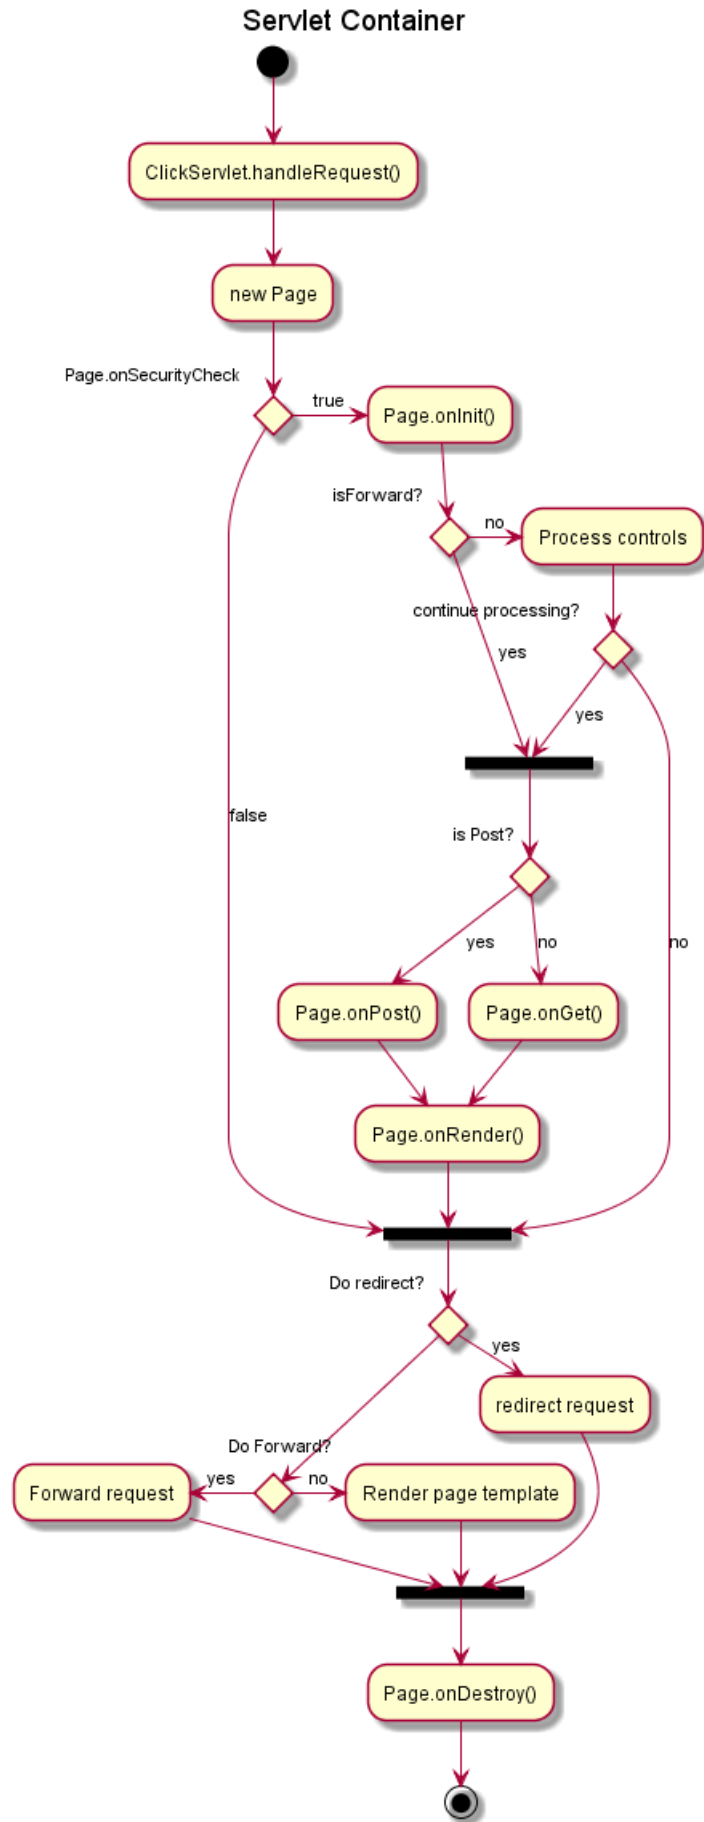 Servlet Container
ClickServlet.handleRequest()
new Page
Page.onSecurityCheck
true
Page.onInit()
isForward?
no
Process controls
continue processing?
yes
yes
false
is Post?
yes
no
no
Page.onPost()
Page.onGet()
Page.onRender()
Do redirect?
yes
redirect request
Do Forward?
yes
no
Forward request
Render page template
Page.onDestroy()